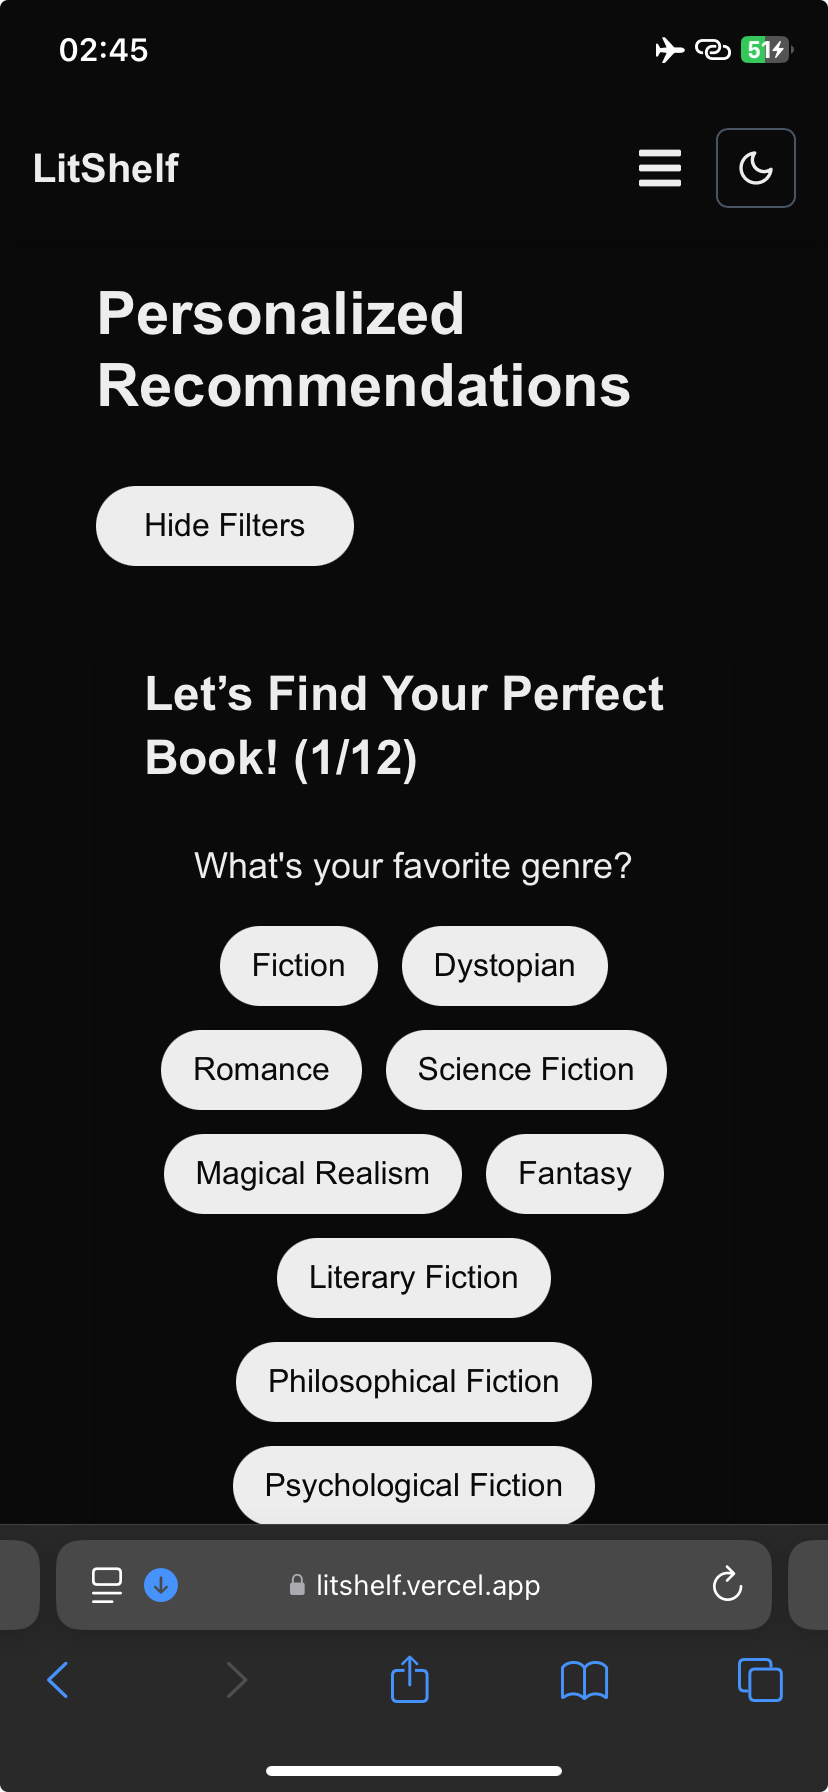 02:45
51
LitShelf
Personalized
Recommendations
Hide Filters
Let’s Find Your Perfect
Book! (1/12)
What's your favorite genre?
Fiction
Dystopian
Romance
Science Fiction
Magical Realism
Fantasy
Literary Fiction
Philosophical Fiction
Psychological Fiction
litshelf.vercel.app